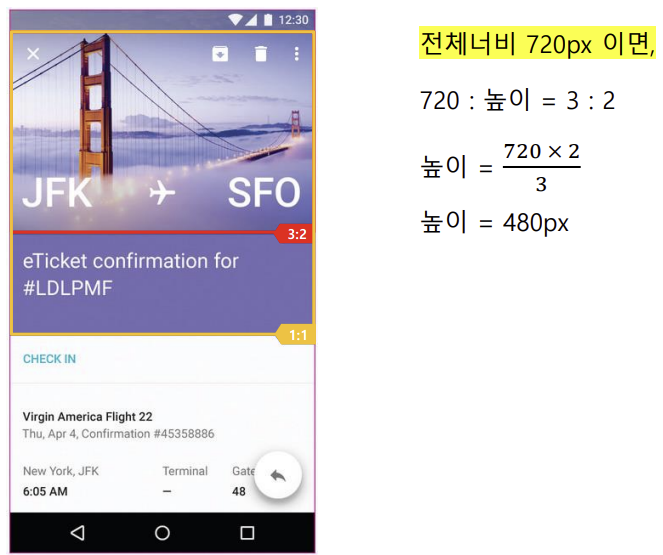 12:30
JFK SFO
3:2
eTicket confirmation for
#LDLPMF
1:1
CHECK IN
Virgin America Flight 22
Thu, Apr 4, Confirmation #45358886
New York, JFK Terminal Gate
6:05 AM – 48
전체너비 720px 이면,
720 : 높이 = 3 : 2
높이 = 720 × 2 / 3
높이 = 480px